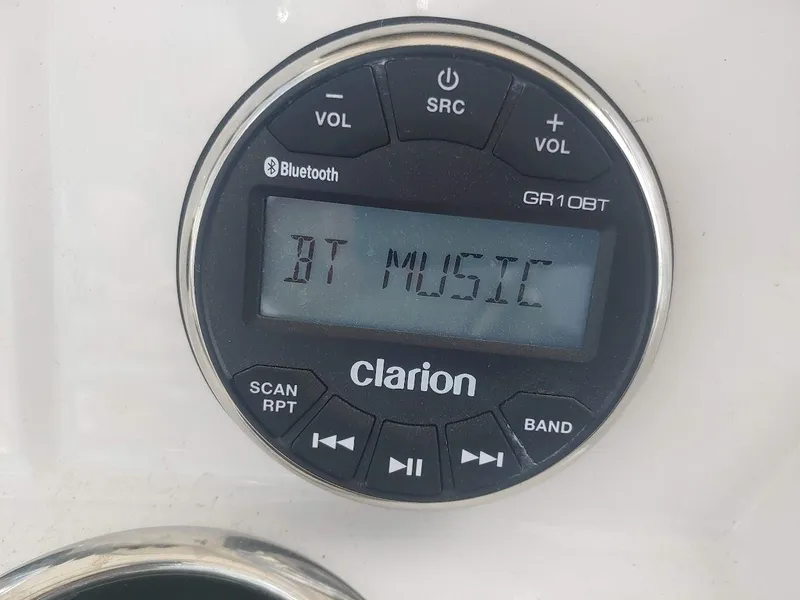 − VOL
SRC
+ VOL
Bluetooth
GR10BT
BT MUSIC
Clarion
SCAN
RPT
BAND